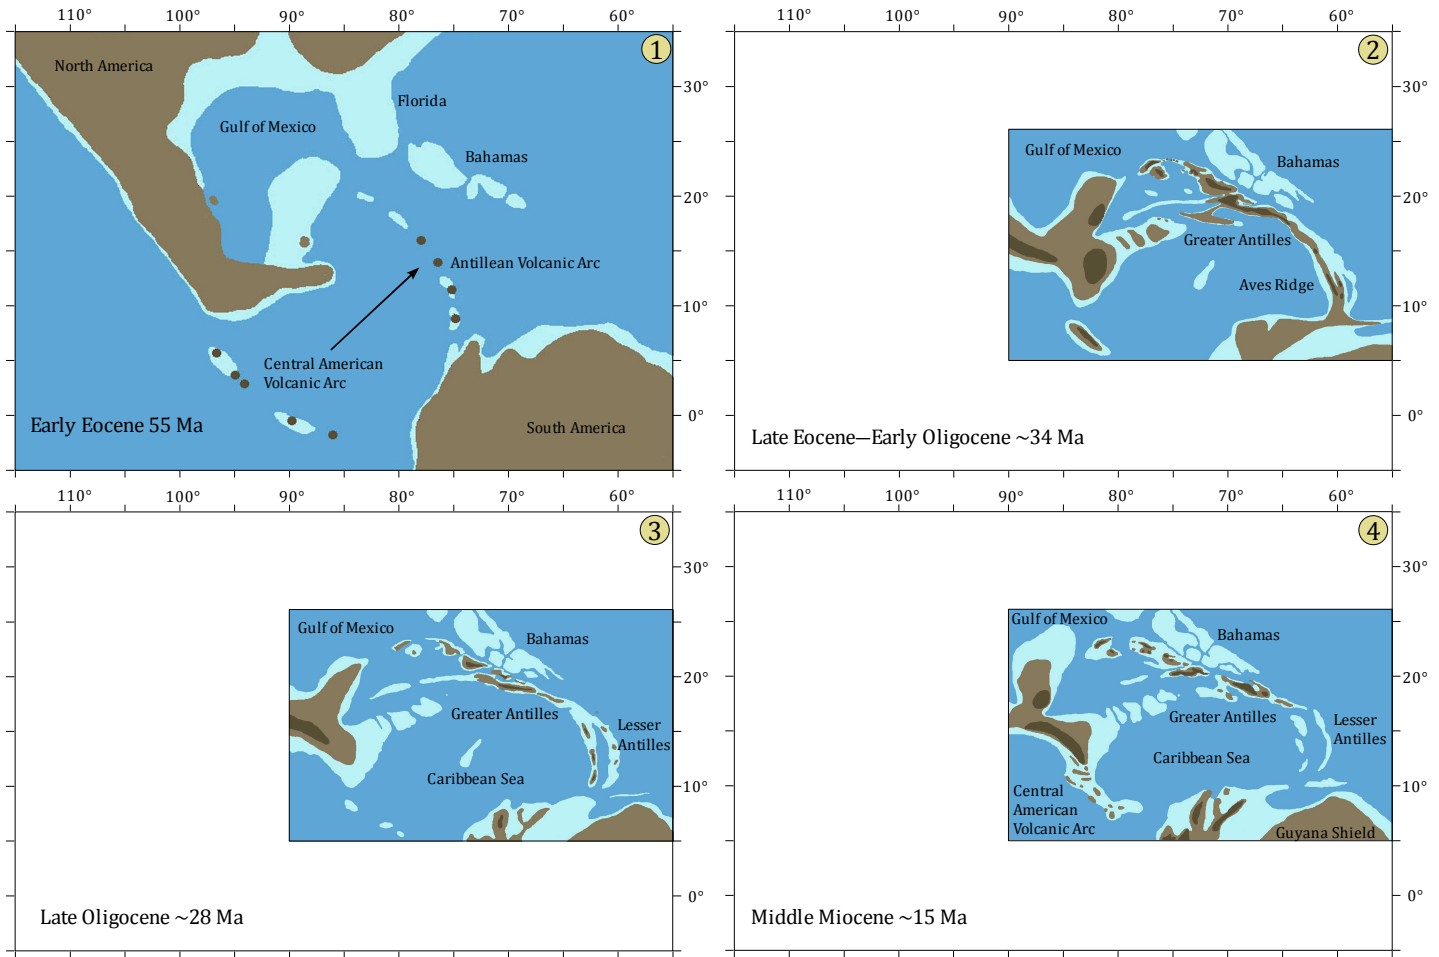 110° 100° 90° 80° 70° 60°
1
North America
30°
Florida
Gulf of Mexico
Bahamas
20°
Antillean Volcanic Arc
10°
Central American
Volcanic Arc
0°
Early Eocene 55 Ma
South America
110° 100° 90° 80° 70° 60°
2
30°
Gulf of Mexico
Bahamas
20°
Greater Antilles
Aves Ridge
10°
0°
Late Eocene—Early Oligocene ~34 Ma
110° 100° 90° 80° 70° 60°
110° 100° 90° 80° 70° 60°
3
30°
Gulf of Mexico
Bahamas
20°
Greater Antilles
Lesser
Antilles
Caribbean Sea
10°
0°
Late Oligocene ~28 Ma
4
30°
Gulf of Mexico
Bahamas
20°
Greater Antilles
Lesser
Antilles
Caribbean Sea
10°
Central
American
Volcanic Arc
Guyana Shield
0°
Middle Miocene ~15 Ma